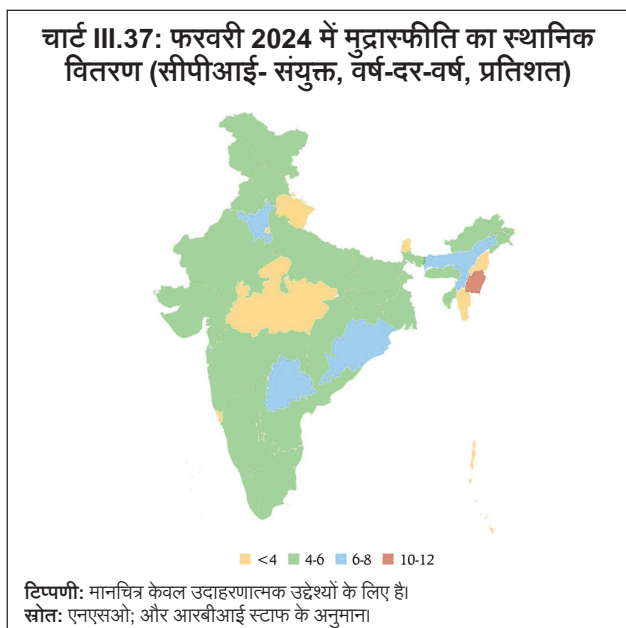 चार्ट III.37: फरवरी 2024 में मुद्रास्फीति का स्थानिक
वितरण (सीपीआई- संयुक्त, वर्ष-दर-वर्ष, प्रतिशत)
<4 4-6 6-8 10-12
टिप्पणी: मानचित्र केवल उदाहरणात्मक उद्देश्यों के लिए है।
स्रोत: एनएसओ; और आरबीआई स्टाफ के अनुमान।